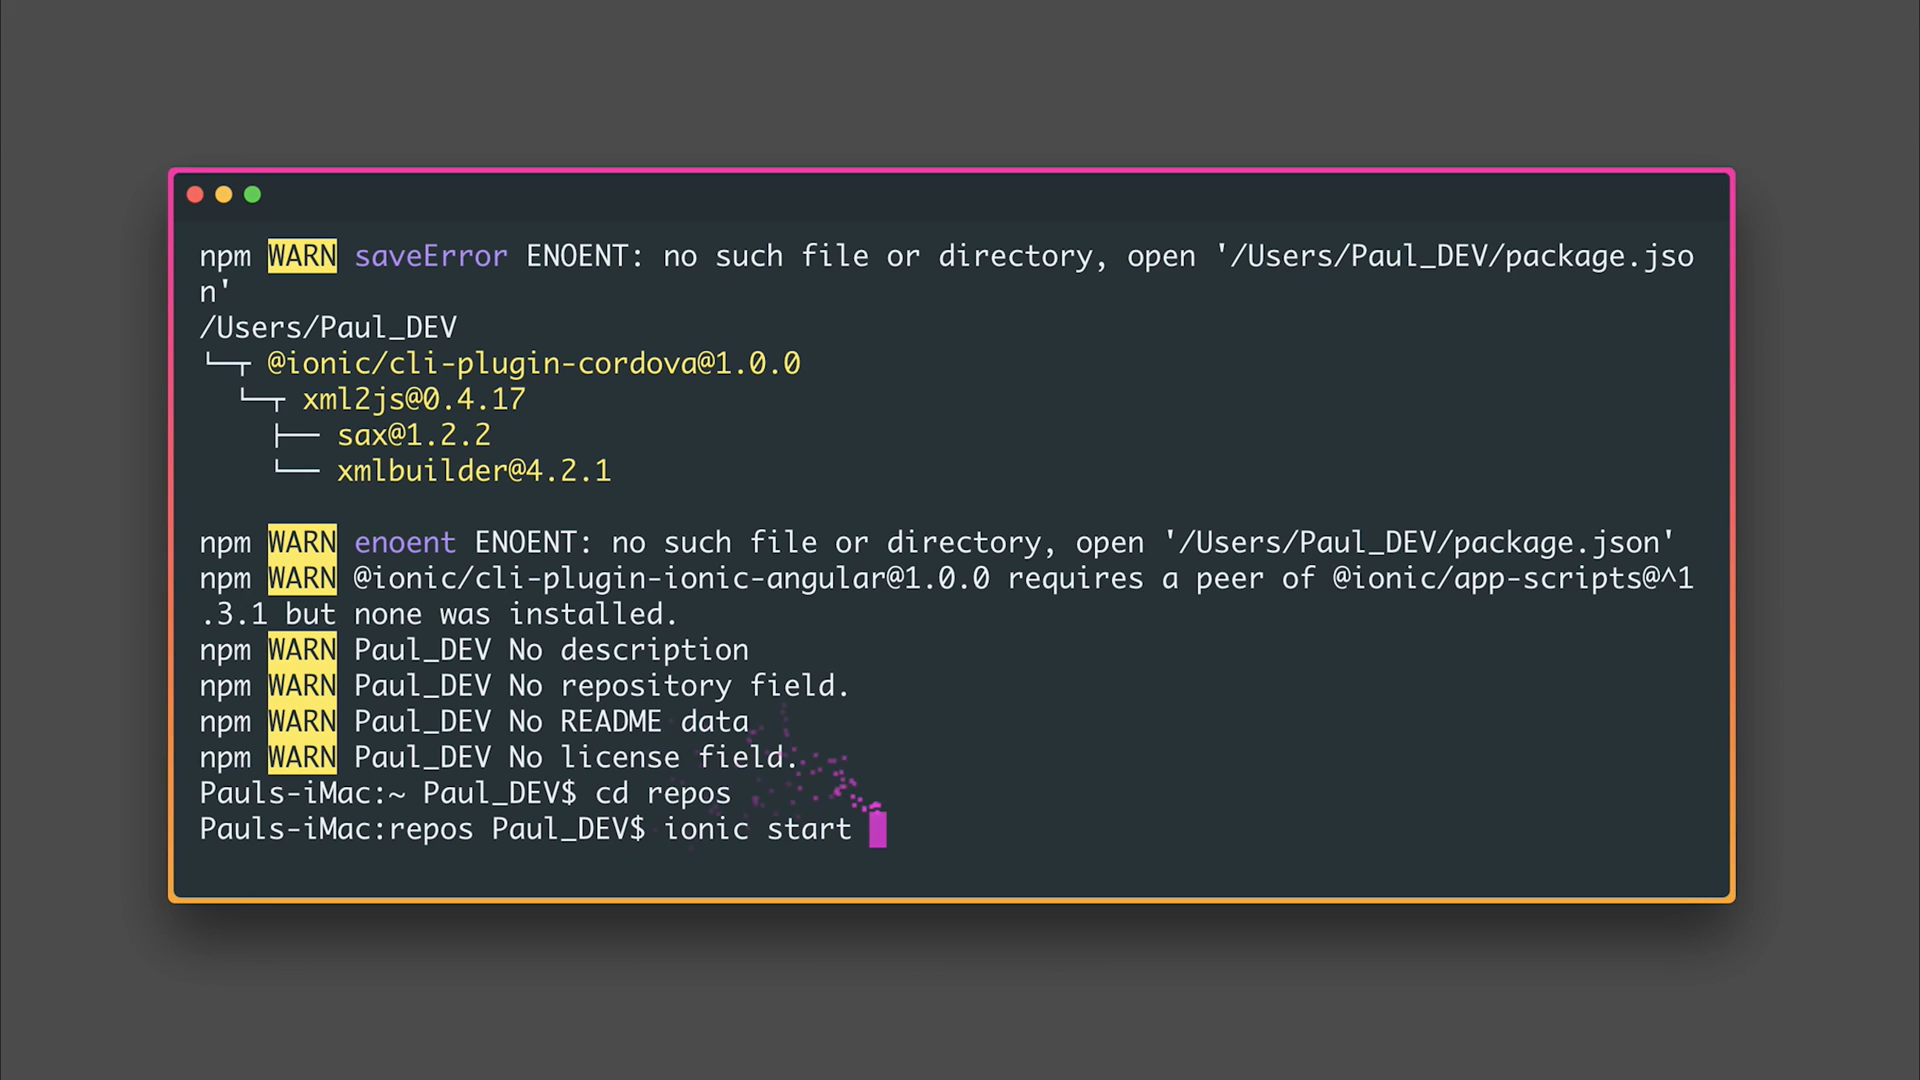 npm WARN saveError ENOENT: no such file or directory, open '/Users/Paul_DEV/package.jso
n'
/Users/Paul_DEV
└─┬ @ionic/cli-plugin-cordova@1.0.0
  └─┬ xml2js@0.4.17
    ├── sax@1.2.2
    └── xmlbuilder@4.2.1

npm WARN enoent ENOENT: no such file or directory, open '/Users/Paul_DEV/package.json'
npm WARN @ionic/cli-plugin-ionic-angular@1.0.0 requires a peer of @ionic/app-scripts@^1
.3.1 but none was installed.
npm WARN Paul_DEV No description
npm WARN Paul_DEV No repository field.
npm WARN Paul_DEV No README data
npm WARN Paul_DEV No license field.
Pauls-iMac:~ Paul_DEV$ cd repos
Pauls-iMac:repos Paul_DEV$ ionic start